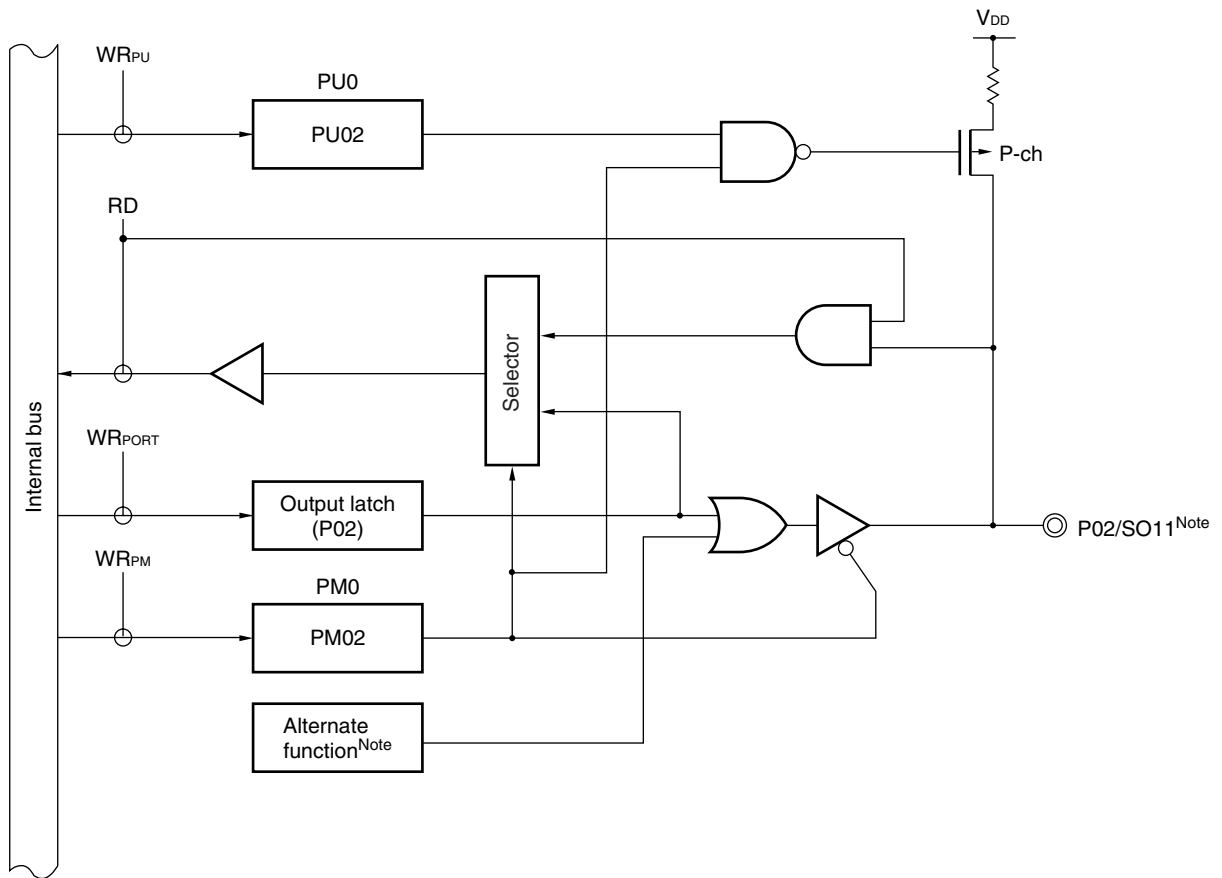 VDD
WRPU
PU0
PU02
P-ch
RD
Selector
Internal bus
WRPORT
Output latch
(P02)
P02/SO11Note
WRPM
PM0
PM02
Alternate
functionNote